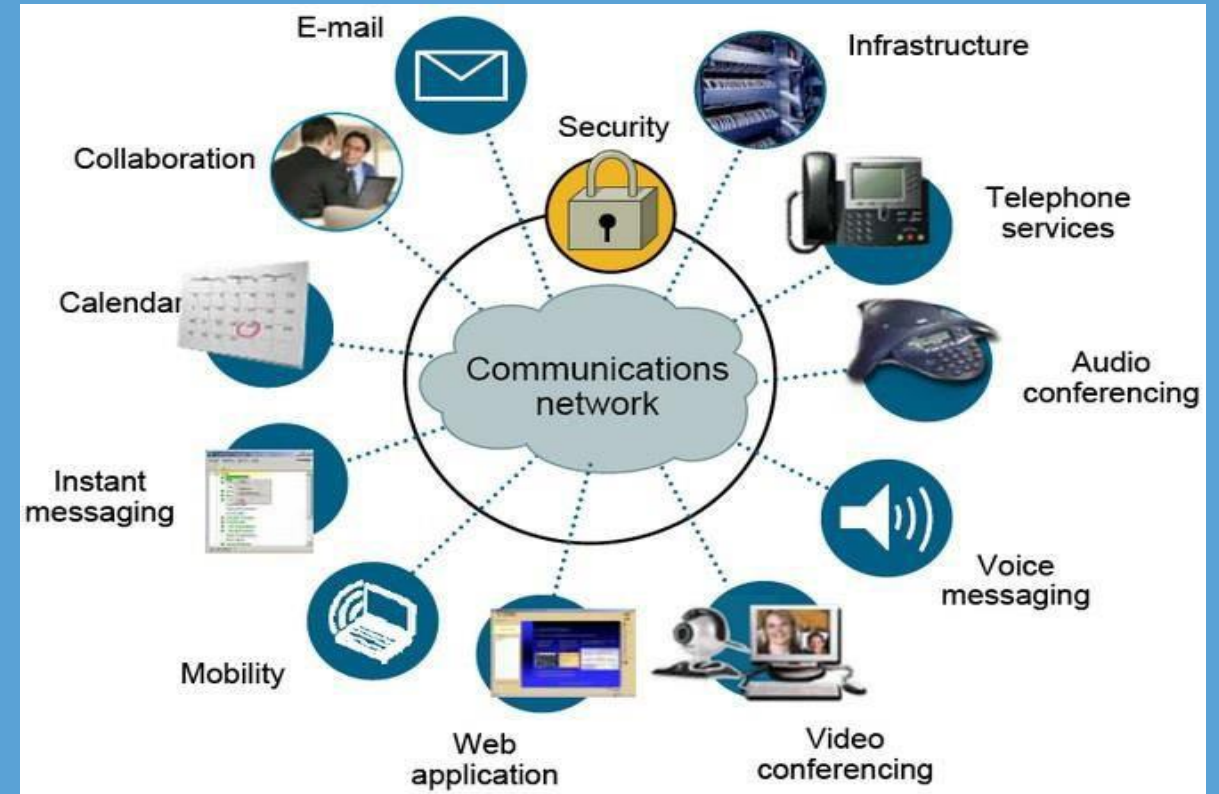 E-mail
Infrastructure
Security
Collaboration
Telephone
services
Calendar
Communications
network
Audio
conferencing
Instant
messaging
Voice
messaging
Mobility
Web
application
Video
conferencing